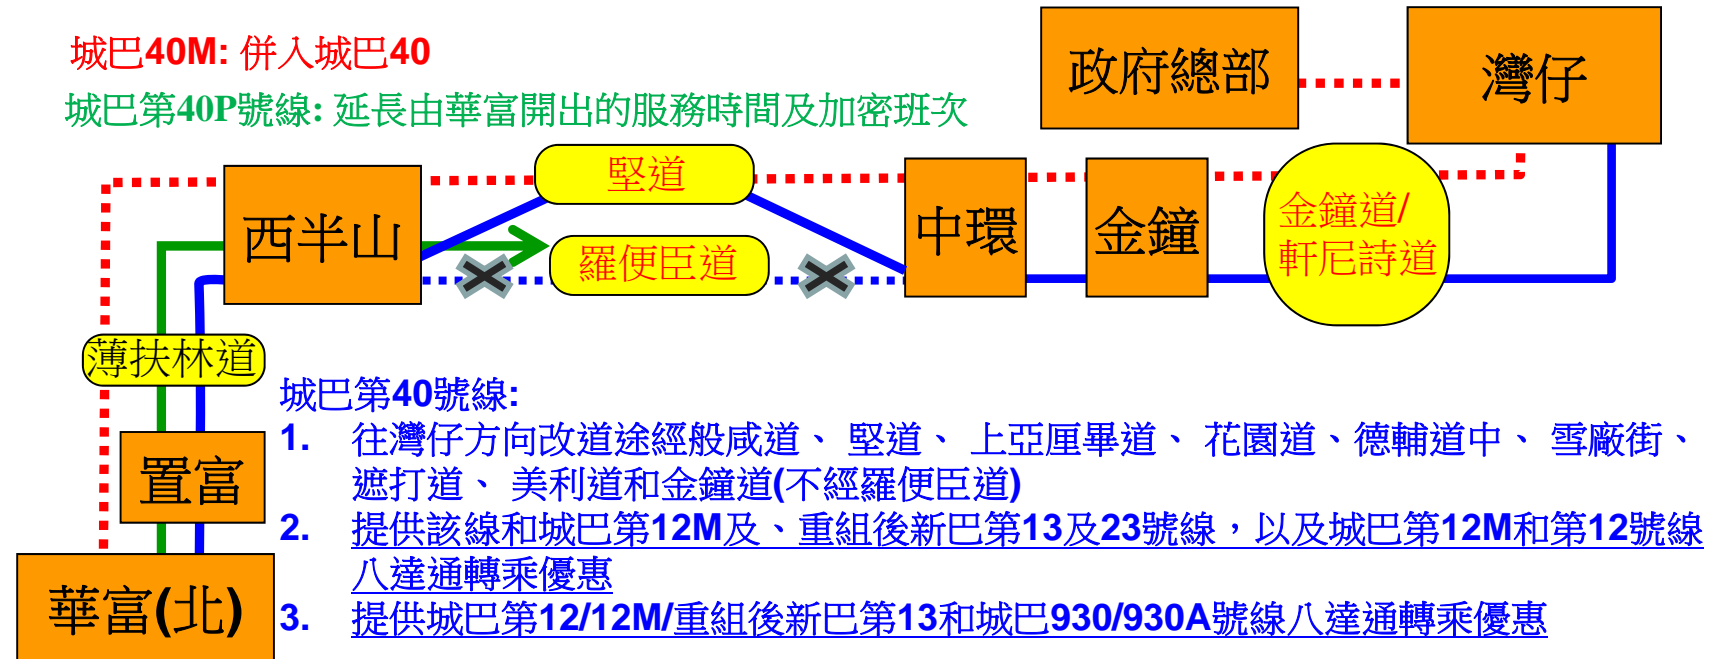 城巴40M: 併入城巴40
城巴第40P號線: 延長由華富開出的服務時間及加密班次
政府總部
灣仔
堅道
西半山
羅便臣道
中環
金鐘
金鐘道/
軒尼詩道
薄扶林道
置富
華富(北)
城巴第40號線:
1. 往灣仔方向改道途經般咸道、 堅道、 上亞厘畢道、 花園道、德輔道中、 雪廠街、
遮打道、 美利道和金鐘道(不經羅便臣道)
2. 提供該線和城巴第12M及、重組後新巴第13及23號線，以及城巴第12M和第12號線
八達通轉乘優惠
3. 提供城巴第12/12M/重組後新巴第13和城巴930/930A號線八達通轉乘優惠